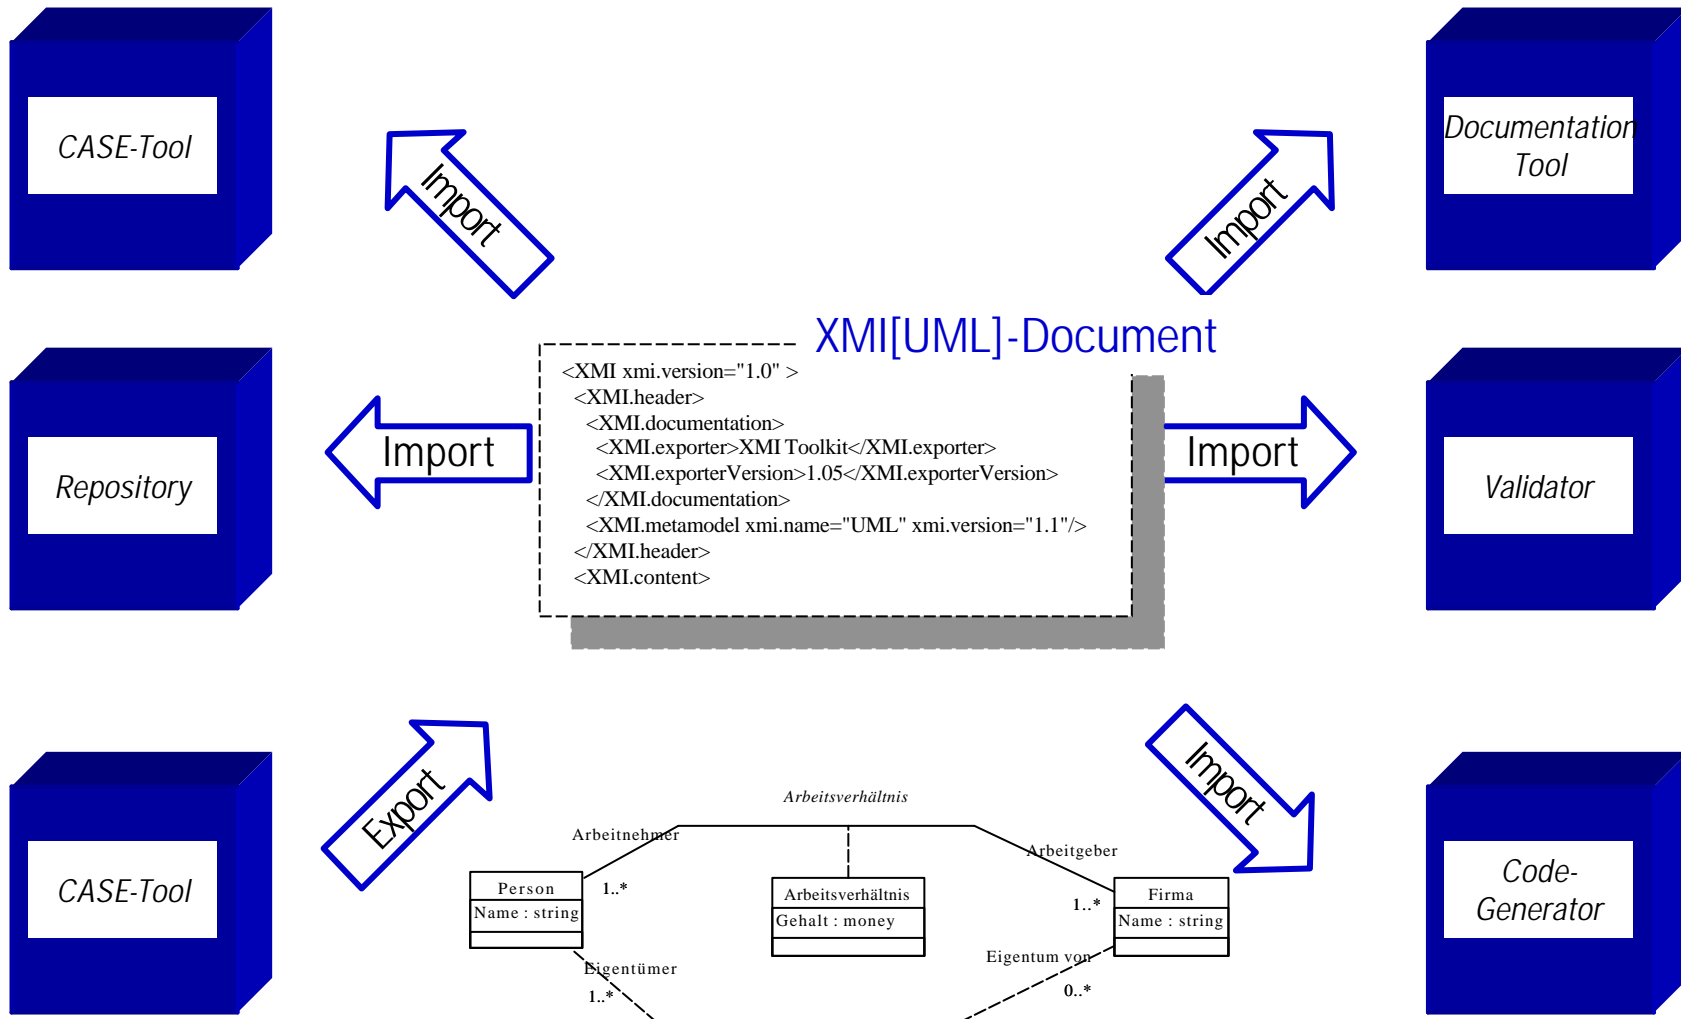 CASE-Tool
Import
Import
Documentation
Tool
XMI[UML]-Document
<XMI xmi.version="1.0" >
<XMI.header>
<XMI.documentation>
<XMI.exporter>XMI Toolkit</XMI.exporter>
<XMI.exporterVersion>1.05</XMI.exporterVersion>
</XMI.documentation>
<XMI.metamodel xmi.name="UML" xmi.version="1.1"/>
</XMI.header>
<XMI.content>
Repository
Import
Import
Validator
CASE-Tool
Export
Import
Code-
Generator
Arbeitsverhältnis
Arbeitnehmer
Arbeitgeber
Person
Name : string
1..*
Arbeitsverhältnis
Gehalt : money
1..*
Firma
Name : string
Eigentümer
1..*
Eigentum von
0..*